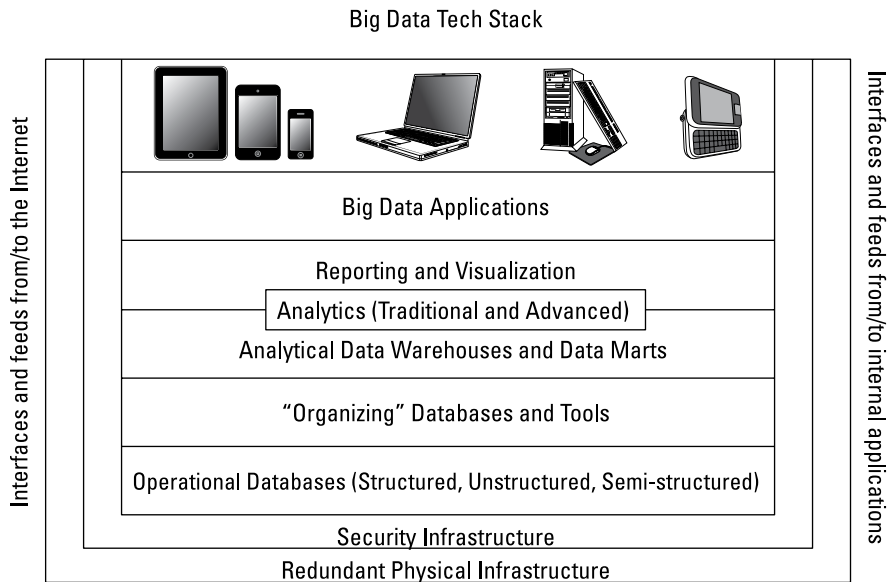 Big Data Tech Stack
Interfaces and feeds from/to the Internet
Interfaces and feeds from/to internal applications
Big Data Applications
Reporting and Visualization
Analytics (Traditional and Advanced)
Analytical Data Warehouses and Data Marts
“Organizing” Databases and Tools
Operational Databases (Structured, Unstructured, Semi-structured)
Security Infrastructure
Redundant Physical Infrastructure